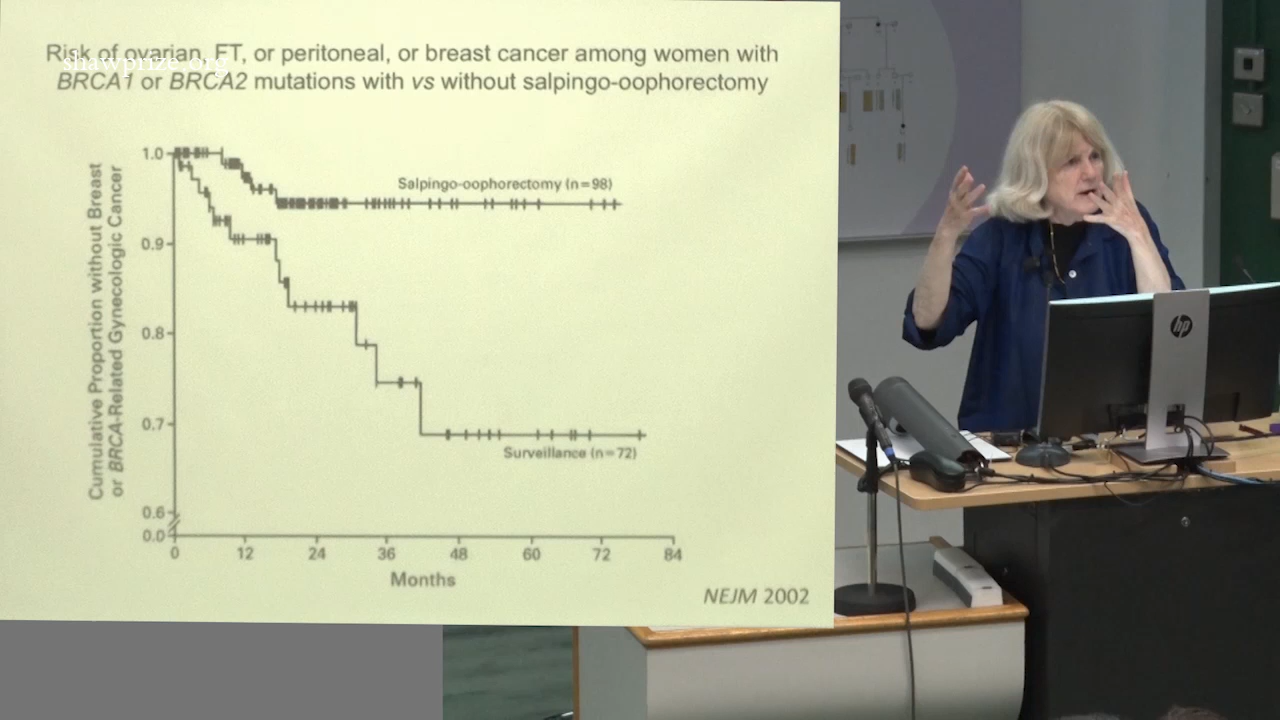 Risk of ovarian, FT, or peritoneal, or breast cancer among women with
BRCA1 or BRCA2 mutations with vs without salpingo-oophorectomy
shawprize.org
Cumulative Proportion without Breast
or BRCA-Related Gynecologic Cancer
1.0
0.9
0.8
0.7
0.6
0.0
Salpingo-oophorectomy (n=98)
Surveillance (n=72)
0 12 24 36 48 60 72 84
Months
NEJM 2002
hp